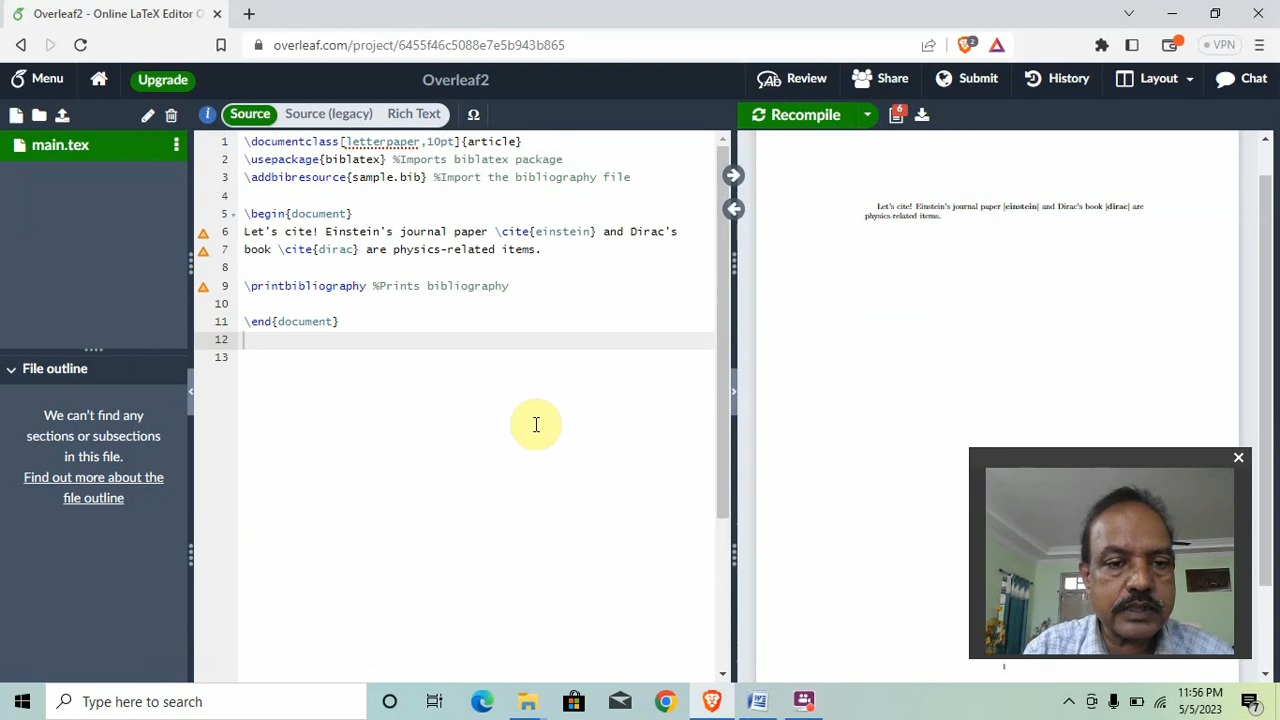 Overleaf2 - Online LaTeX Editor
overleaf.com/project/6455f46c5088e7e5b943b865
2
VPN
Menu
Upgrade
Overleaf2
Review
Share
Submit
History
Layout
Chat
Source
Source (legacy)
Rich Text
Ω
Recompile
6
main.tex
1 \documentclass[letterpaper,10pt]{article}
2 \usepackage{biblatex} %Imports biblatex package
3 \addbibresource{sample.bib} %Import the bibliography file
4
5 \begin{document}
6 Let's cite! Einstein's journal paper \cite{einstein} and Dirac's
7 book \cite{dirac} are physics-related items.
8
9 \printbibliography %Prints bibliography
10
11 \end{document}
12
13
File outline
We can't find any
sections or subsections
in this file.
Find out more about the
file outline
Let's cite! Einstein's journal paper [einstein] and Dirac's book [dirac] are
physics-related items.
Type here to search
11:56 PM
5/5/2023
7